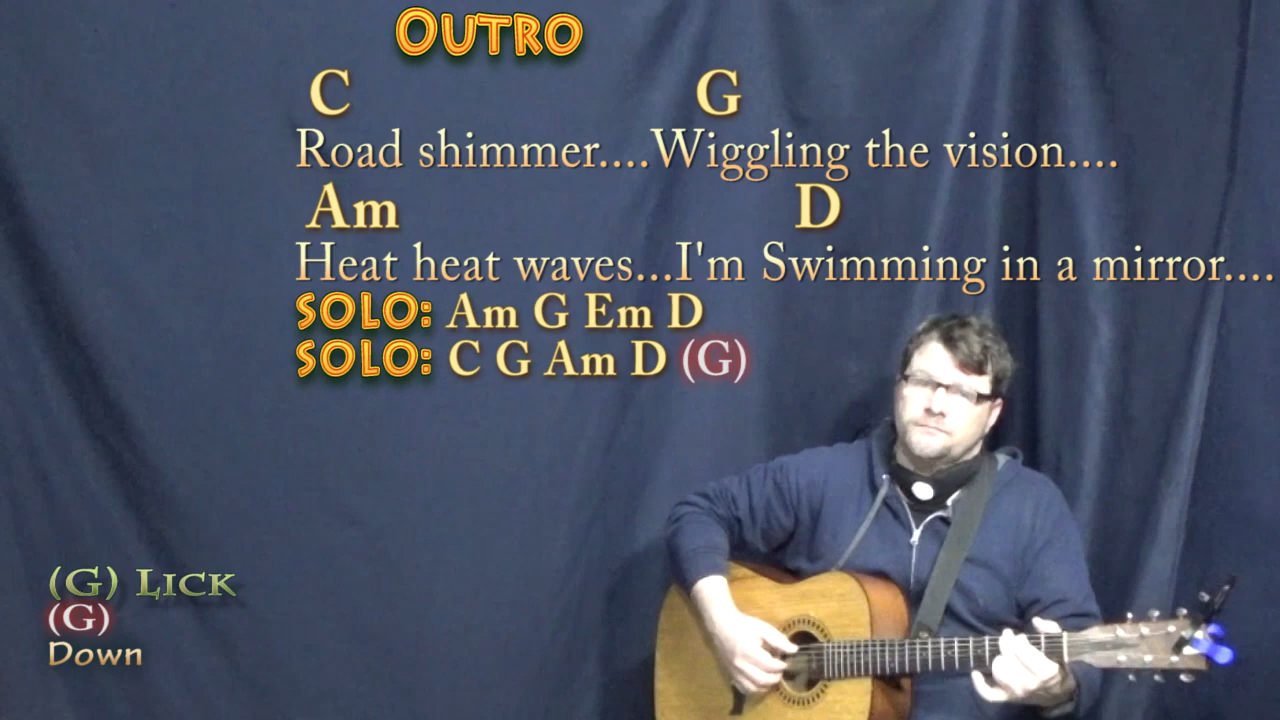 OUTRO
C G
Road shimmer....Wiggling the vision....
Am D
Heat heat waves...I'm Swimming in a mirror....
SOLO: Am G Em D
SOLO: C G Am D (G)
(G) LICK
(G)
DOWN